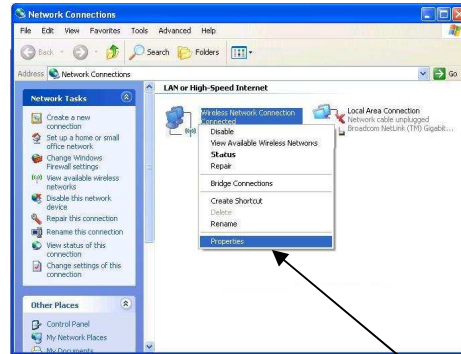 Network Connections
File Edit View Favorites Tools Advanced Help
Back Search Folders
Address Network Connections Go
Network Tasks
Create a new
connection
Set up a home or small
office network
Change Windows
Firewall settings
View available wireless
networks
Disable this network
device
Repair this connection
Rename this connection
View status of this
connection
Change settings of this
connection
Other Places
Control Panel
My Network Places
My Documents
LAN or High-Speed Internet
Wireless Network Connection
Connected
Disable
View Available Wireless Networks
Status
Repair
Bridge Connections
Create Shortcut
Delete
Rename
Properties
Local Area Connection
Network cable unplugged
Broadcom NetLink (TM) Gigabit...